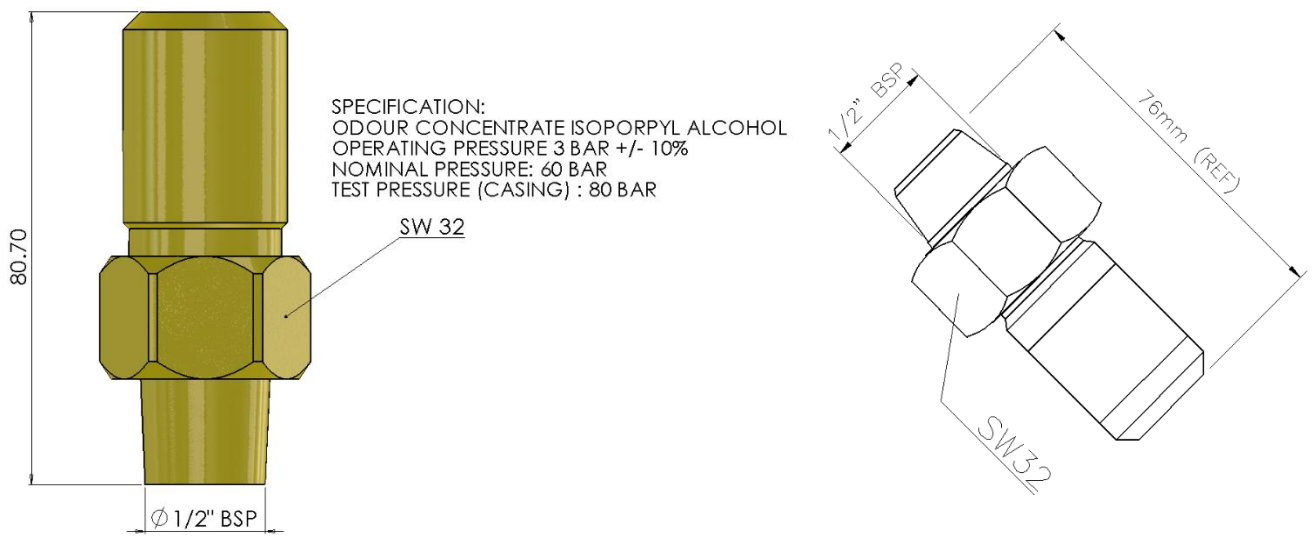 80.70
SPECIFICATION:
ODOUR CONCENTRATE ISOPORPYL ALCOHOL
OPERATING PRESSURE 3 BAR +/- 10%
NOMINAL PRESSURE: 60 BAR
TEST PRESSURE (CASING) : 80 BAR
SW 32
∅ 1/2" BSP
1/2" BSP
76mm (REF)
SW32